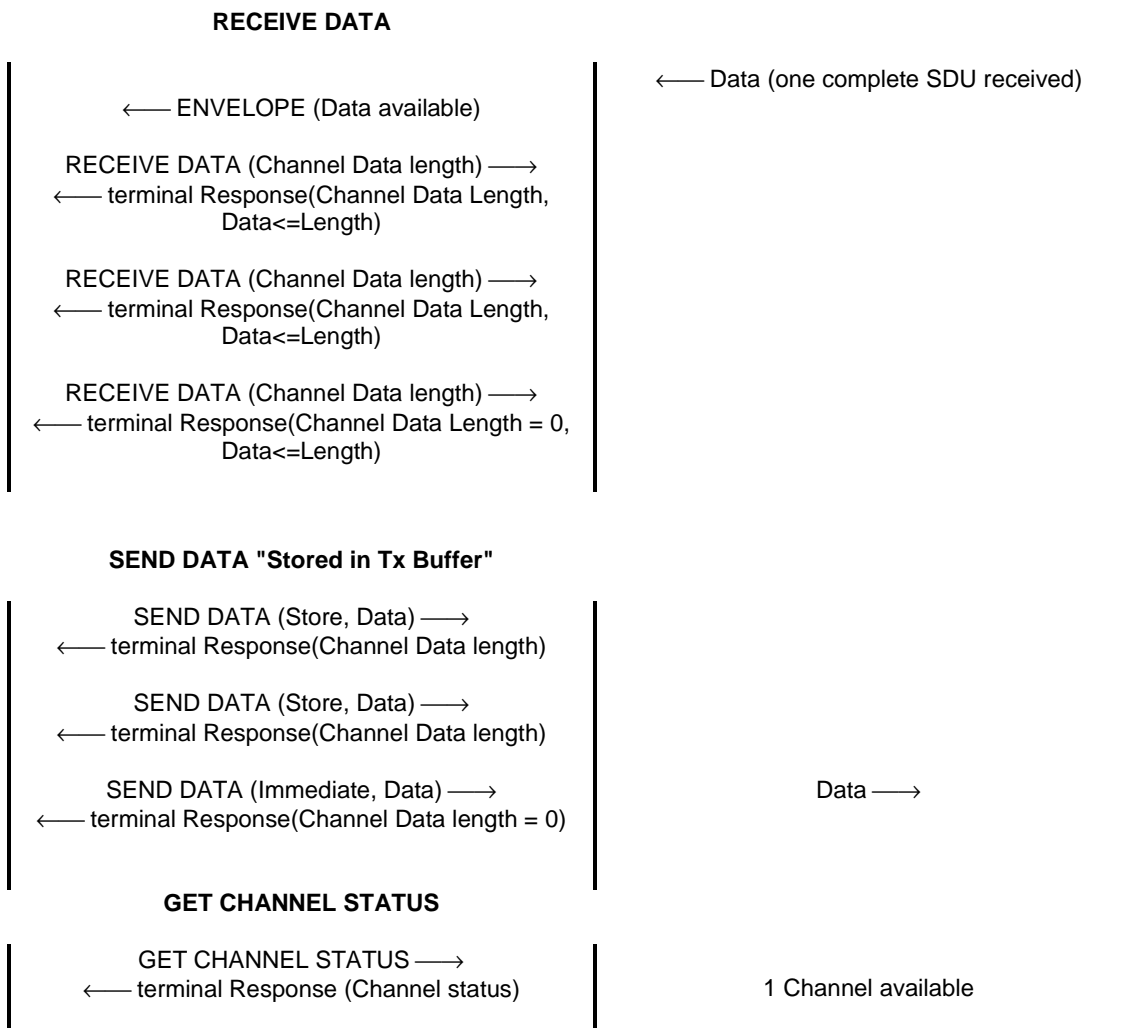 RECEIVE DATA
←── Data (one complete SDU received)
←── ENVELOPE (Data available)
RECEIVE DATA (Channel Data length) ──→
←── terminal Response(Channel Data Length,
Data<=Length)
RECEIVE DATA (Channel Data length) ──→
←── terminal Response(Channel Data Length,
Data<=Length)
RECEIVE DATA (Channel Data length) ──→
←── terminal Response(Channel Data Length = 0,
Data<=Length)
SEND DATA "Stored in Tx Buffer"
SEND DATA (Store, Data) ──→
←── terminal Response(Channel Data length)
SEND DATA (Store, Data) ──→
←── terminal Response(Channel Data length)
SEND DATA (Immediate, Data) ──→
Data ──→
←── terminal Response(Channel Data length = 0)
GET CHANNEL STATUS
GET CHANNEL STATUS ──→
←── terminal Response (Channel status)
1 Channel available